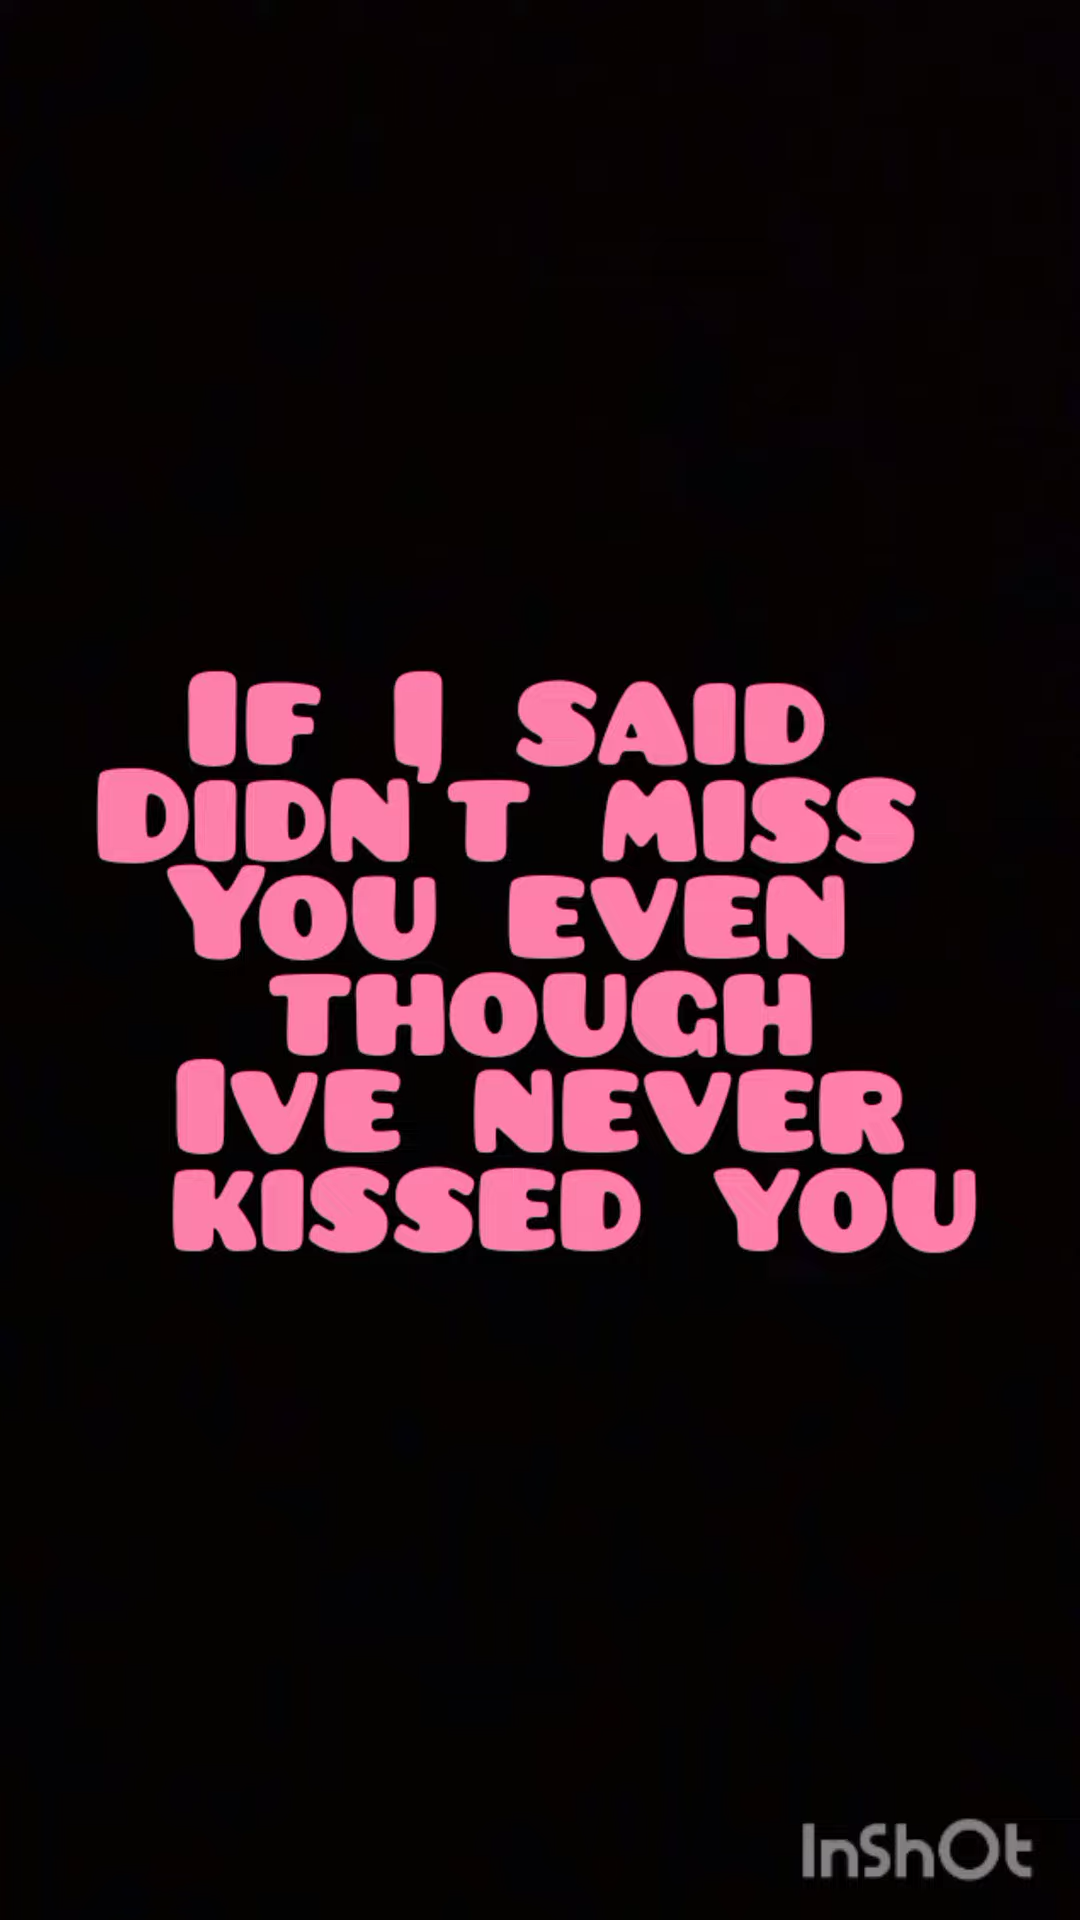 If I said
Didn't miss
You even
though
Ive never
kissed you
InShOt